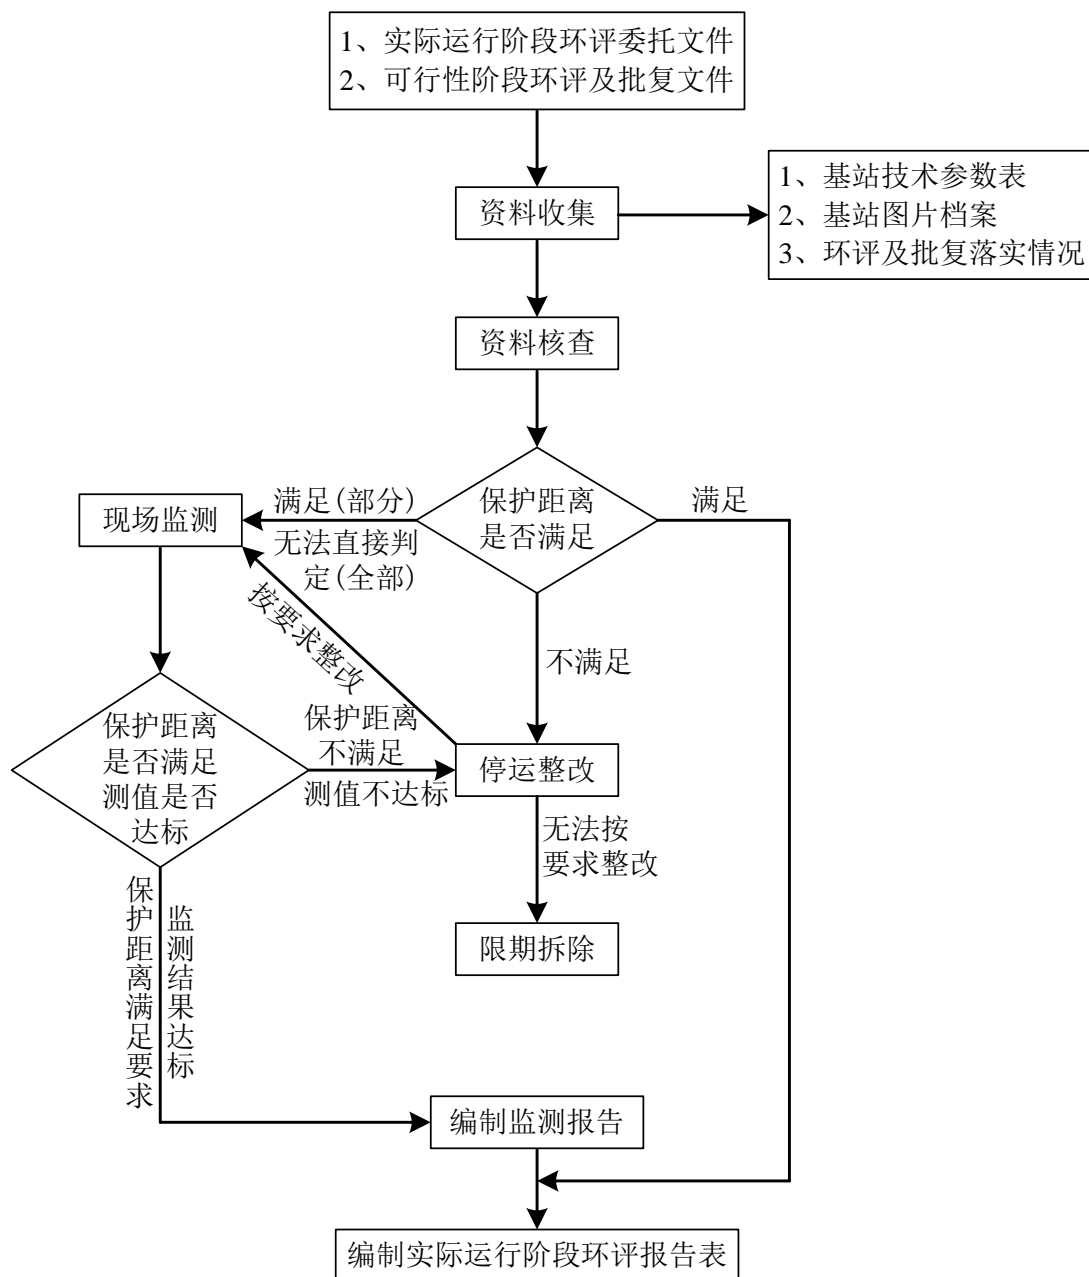 1、实际运行阶段环评委托文件
2、可行性阶段环评及批复文件
资料收集
1、基站技术参数表
2、基站图片档案
3、环评及批复落实情况
资料核查
保护距离
是否满足
满足(部分)
无法直接判
定(全部)
满足
现场监测
按要求整改
不满足
保护距离
是否满足
测值是否
达标
保护距离
不满足
测值不达标
停运整改
无法按
要求整改
限期拆除
保护距离满足要求
监测结果达标
编制监测报告
编制实际运行阶段环评报告表